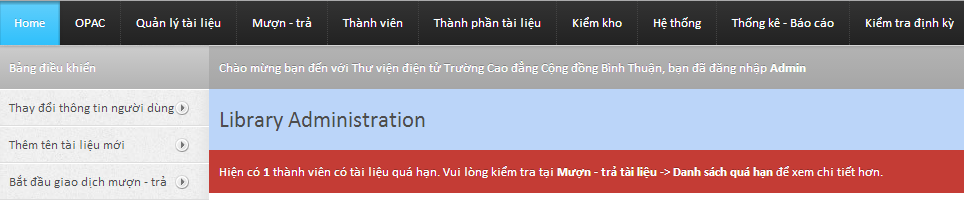 Home OPAC Quản lý tài liệu Mượn - trả Thành viên Thành phần tài liệu Kiểm kho Hệ thống Thống kê - Báo cáo Kiểm tra định kỳ
Bảng điều khiển
Chào mừng bạn đến với Thư viện điện tử Trường Cao đẳng Cộng đồng Bình Thuận, bạn đã đăng nhập Admin
Thay đổi thông tin người dùng
Library Administration
Thêm tên tài liệu mới
Hiện có 1 thành viên có tài liệu quá hạn. Vui lòng kiểm tra tại Mượn - trả tài liệu -> Danh sách quá hạn để xem chi tiết hơn.
Bắt đầu giao dịch mượn - trả